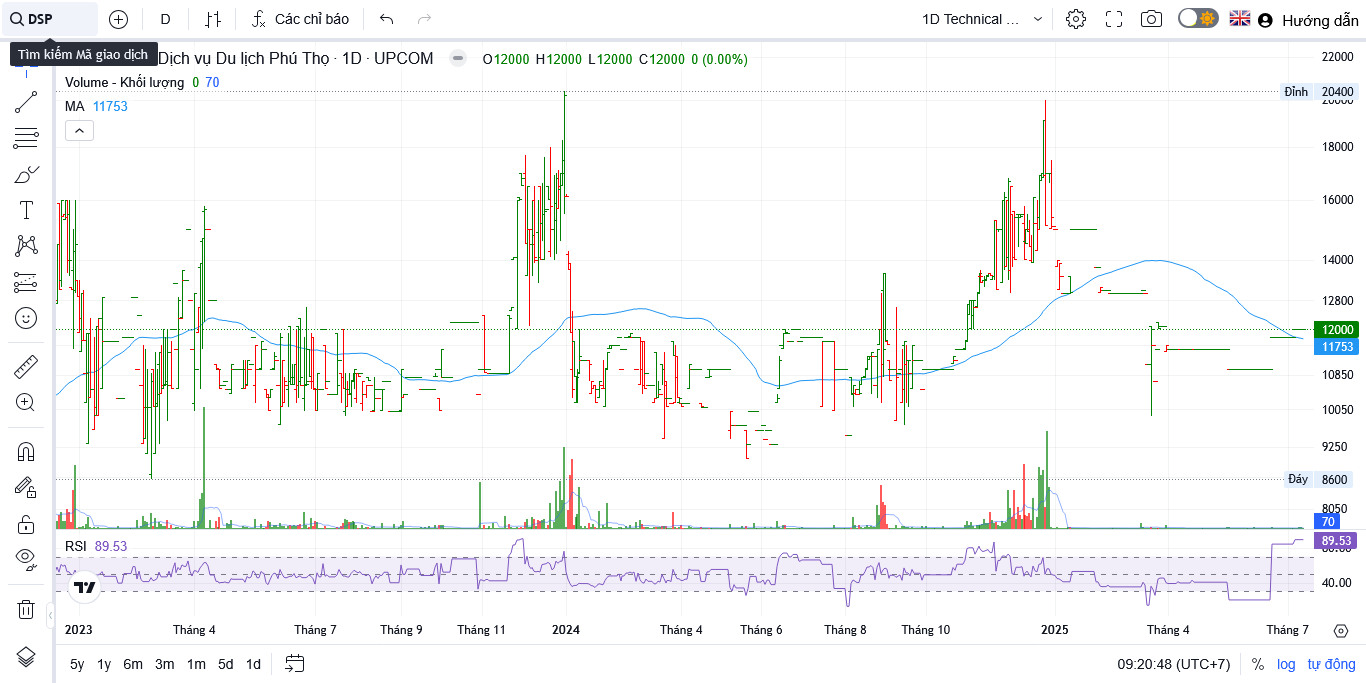 DSP D Các chỉ báo 1D Technical ... Hướng dẫn
Tìm kiếm Mã giao dịch
Dịch vụ Du lịch Phú Thọ · 1D · UPCOM O12000 H12000 L12000 C12000 0 (0.00%)
Volume - Khối lượng 0 70
MA 11753
22000
Đỉnh 20400
20000
18000
16000
14000
12800
12000
11753
10850
10050
9250
Đáy 8600
8050
70
RSI 89.53
89.53
40.00
2023 Tháng 4 Tháng 7 Tháng 9 Tháng 11 2024 Tháng 4 Tháng 6 Tháng 8 Tháng 10 2025 Tháng 4 Tháng 7
5y 1y 6m 3m 1m 5d 1d 09:20:48 (UTC+7) % log tự động